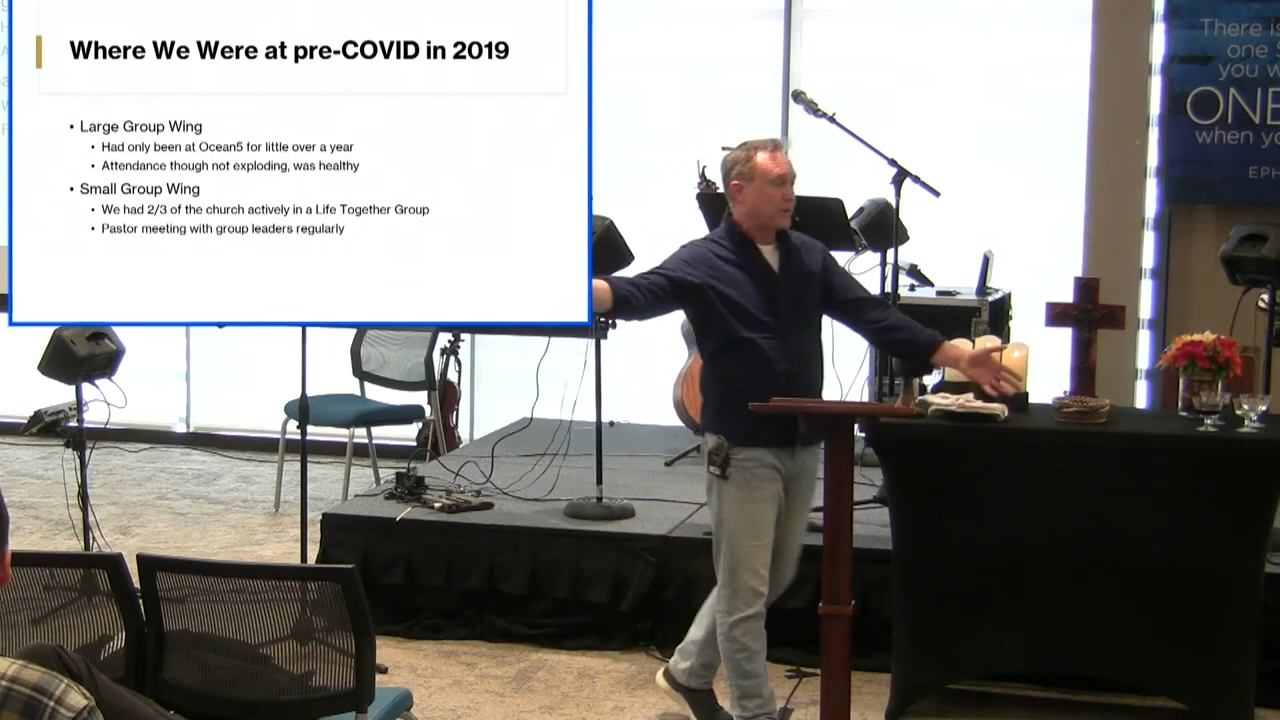 Where We Were at pre-COVID in 2019
• Large Group Wing
• Had only been at Ocean5 for little over a year
• Attendance though not exploding, was healthy
• Small Group Wing
• We had 2/3 of the church actively in a Life Together Group
• Pastor meeting with group leaders regularly
There is
one
you
ONE
when
EPH